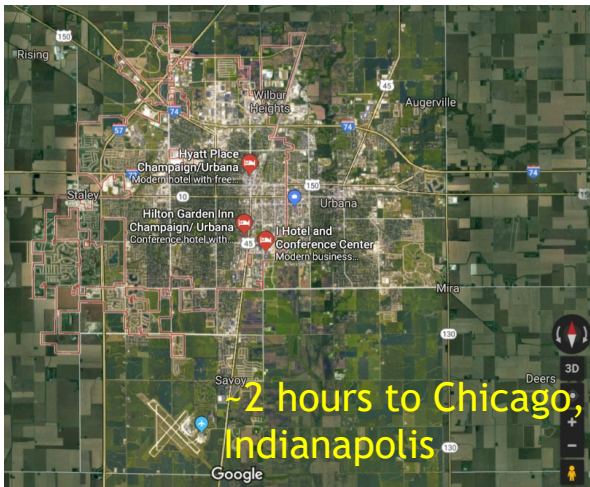 150
Rising
45
Wilbur
Heights
Augerville
74
57
74
Hyatt Place
Champaign/Urbana
Modern hotel with free...
72
74
150
Staley
10
Urbana
Hilton Garden Inn
Champaign/ Urbana
Conference hotel with...
45
I Hotel and
Conference Center
Modern business...
Mira
130
3D
Savoy
Deers
~2 hours to Chicago,
Indianapolis
130
Google